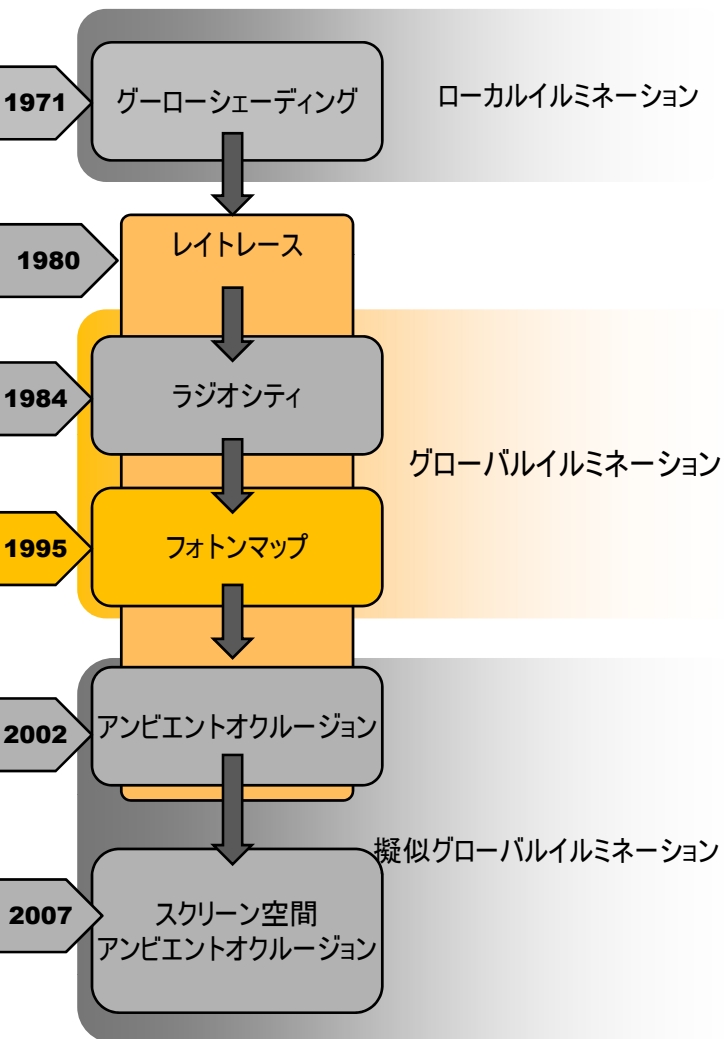 1971
グーローシェーディング
ローカルイルミネーション
1980
レイトレース
1984
ラジオシティ
グローバルイルミネーション
1995
フォトンマップ
2002
アンビエントオクルージョン
擬似グローバルイルミネーション
2007
スクリーン空間
アンビエントオクルージョン